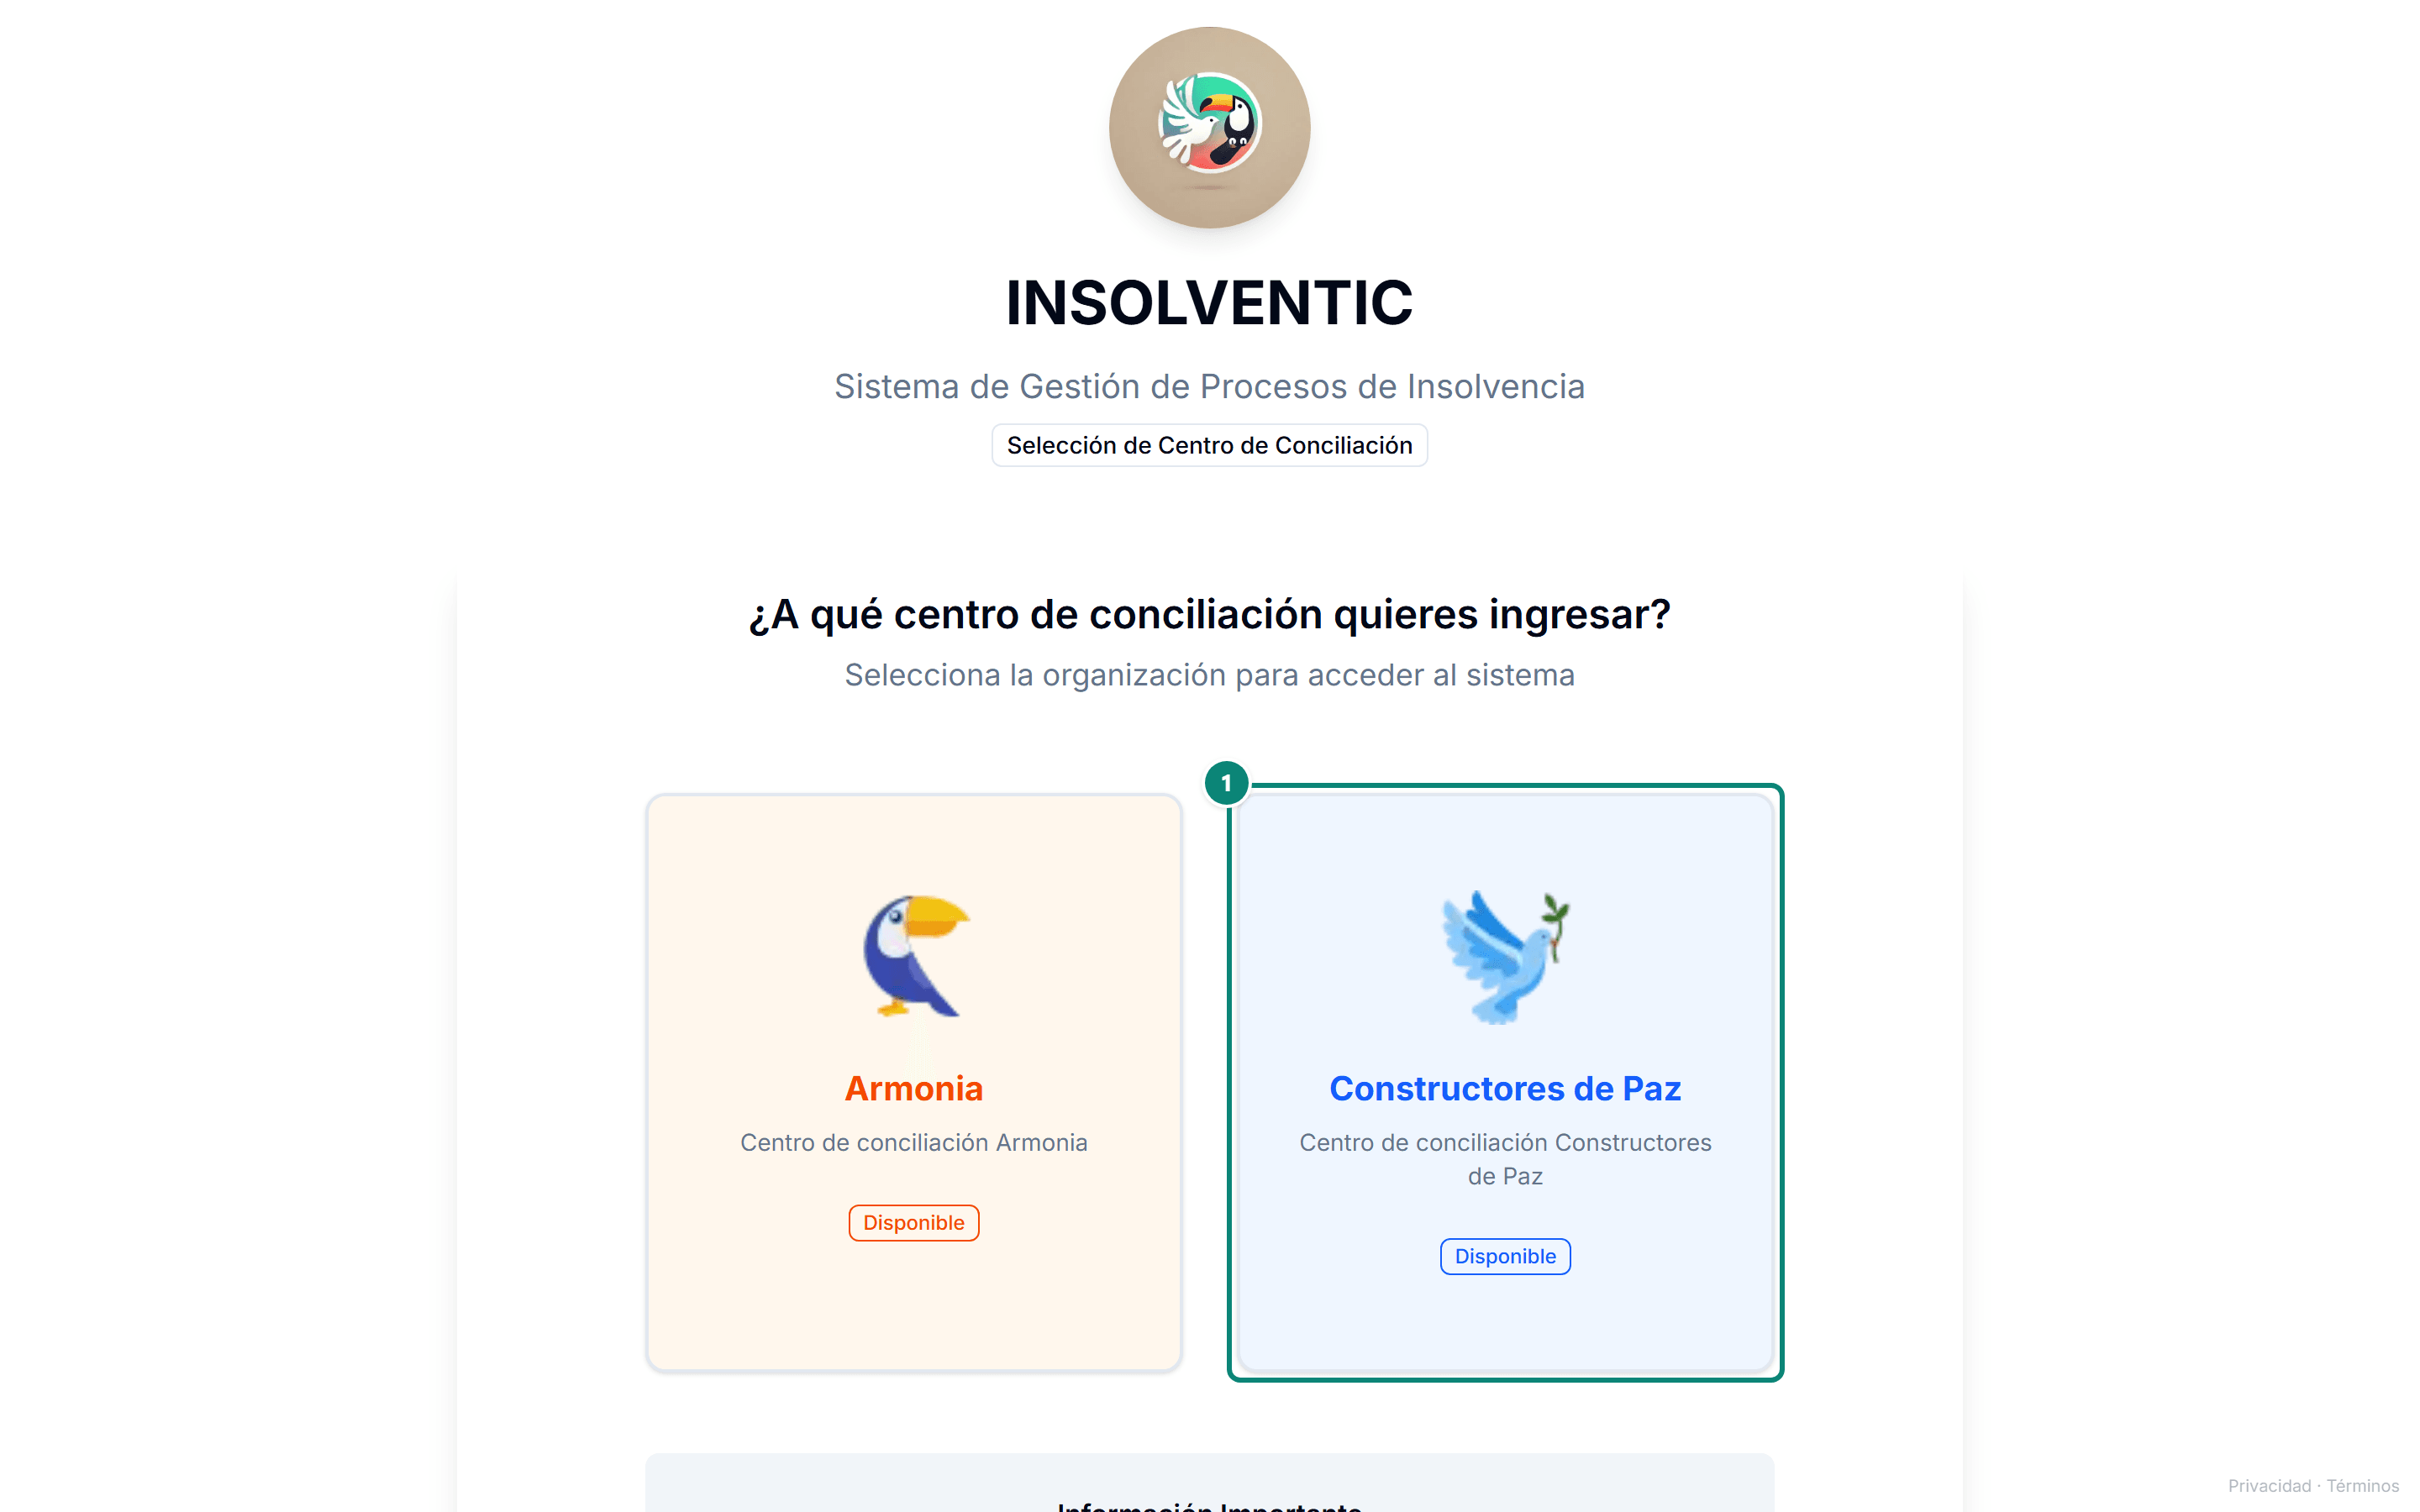 INSOLVENTIC
Sistema de Gestión de Procesos de Insolvencia
Selección de Centro de Conciliación
¿A qué centro de conciliación quieres ingresar?
Selecciona la organización para acceder al sistema
1
Armonia
Centro de conciliación Armonia
Disponible
Constructores de Paz
Centro de conciliación Constructores
de Paz
Disponible
Información Importante
Privacidad · Términos